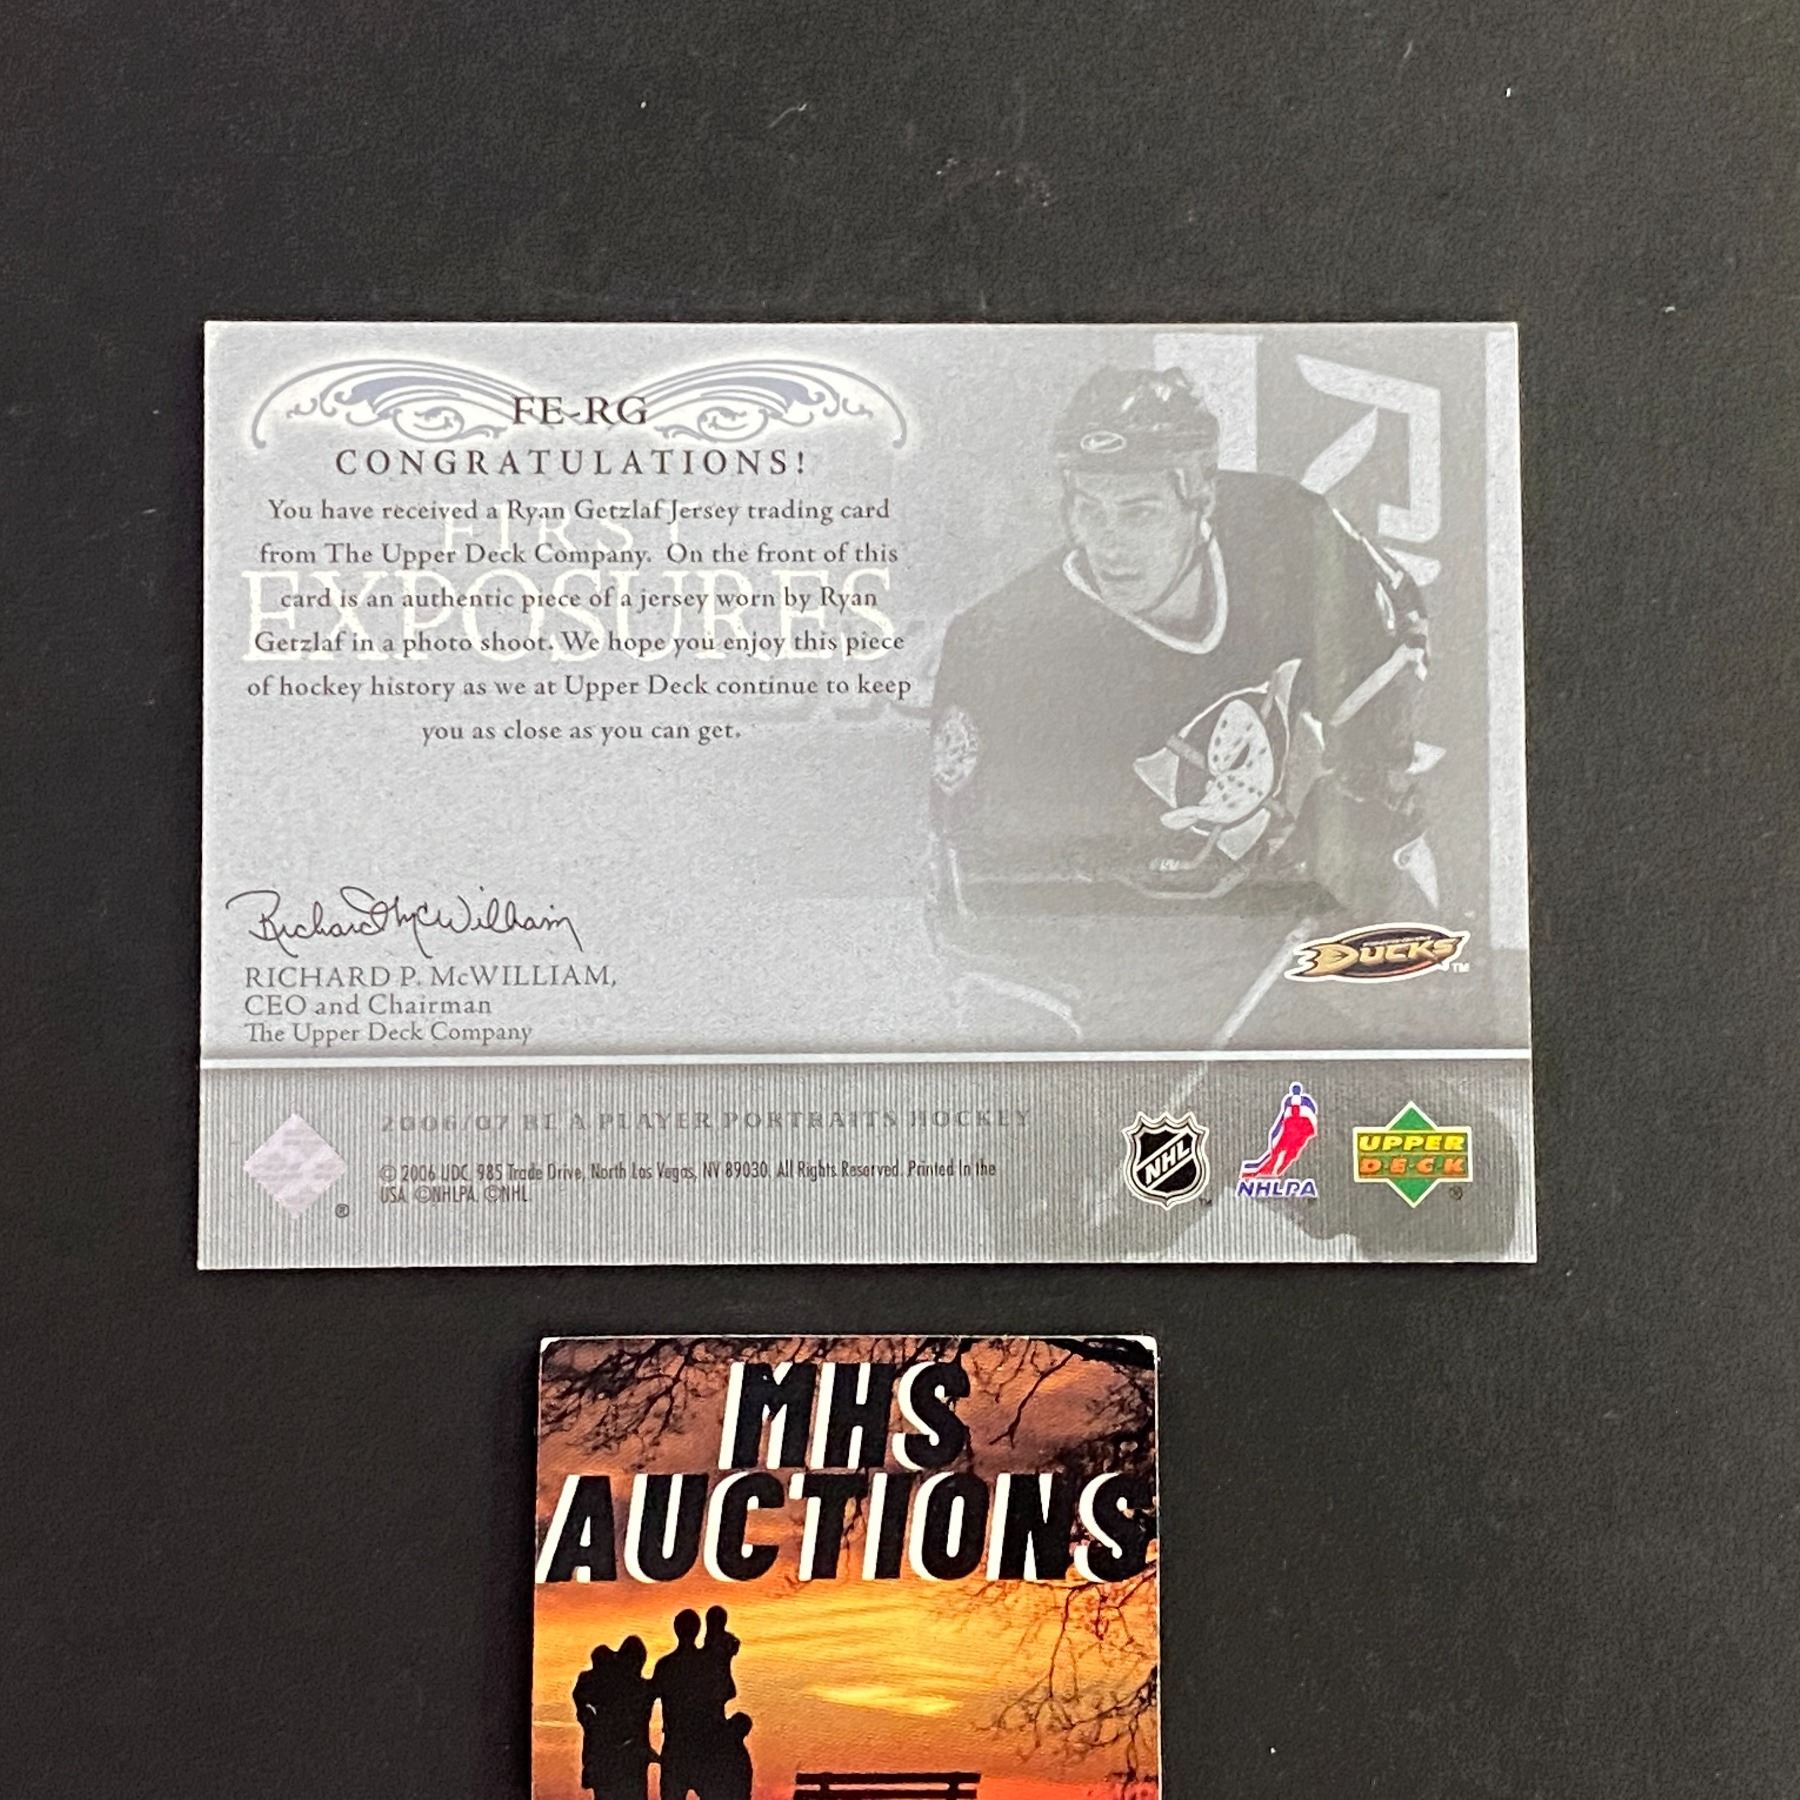 FE-RG
CONGRATULATIONS!
FIRST
EXPOSURES
You have received a Ryan Getzlaf Jersey trading card
from The Upper Deck Company. On the front of this
card is an authentic piece of a jersey worn by Ryan
Getzlaf in a photo shoot. We hope you enjoy this piece
of hockey history as we at Upper Deck continue to keep
you as close as you can get.
Richard McWilliam
RICHARD P. McWILLIAM,
CEO and Chairman
The Upper Deck Company
DUCKS™
2006/07 BE A PLAYER PORTRAITS HOCKEY
© 2006 UDC, 985 Trade Drive, North Las Vegas, NV 89030. All Rights Reserved. Printed In the
USA. ©NHLPA. ©NHL.
®
NHL
NHLPA
UPPER
DECK
®
MHS
AUCTIONS